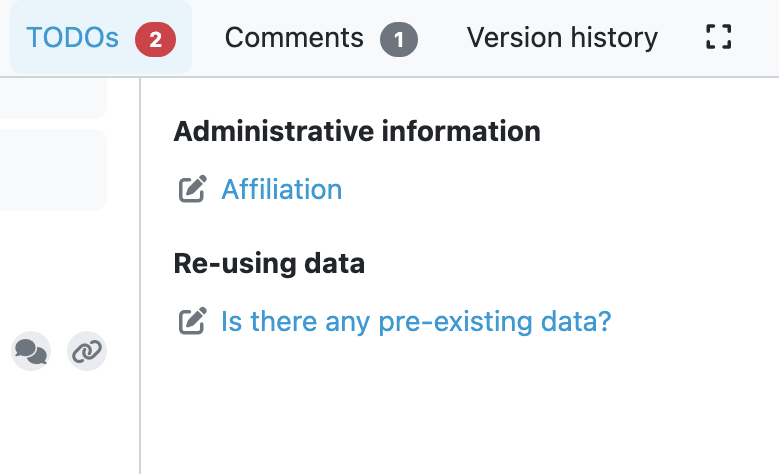 TODOs 2 Comments 1 Version history
Administrative information
Affiliation
Re-using data
Is there any pre-existing data?